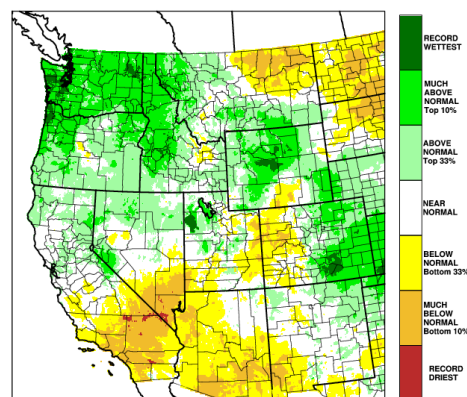 RECORD
WETTEST
MUCH
ABOVE
NORMAL
Top 10%
ABOVE
NORMAL
Top 33%
NEAR
NORMAL
BELOW
NORMAL
Bottom 33%
MUCH
BELOW
NORMAL
Bottom 10%
RECORD
DRIEST